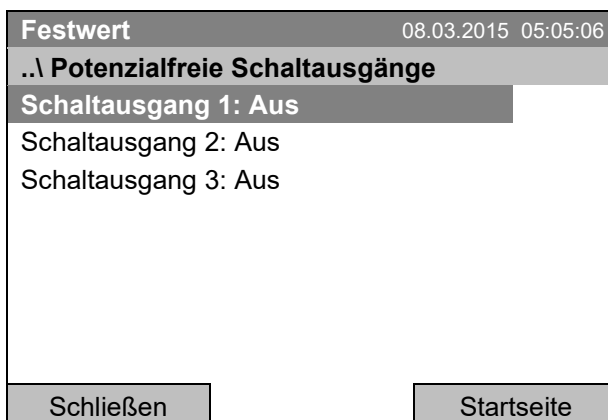 Festwert 08.03.2015 05:05:06
..\ Potenzialfreie Schaltausgänge
Schaltausgang 1: Aus
Schaltausgang 2: Aus
Schaltausgang 3: Aus
Schließen Startseite